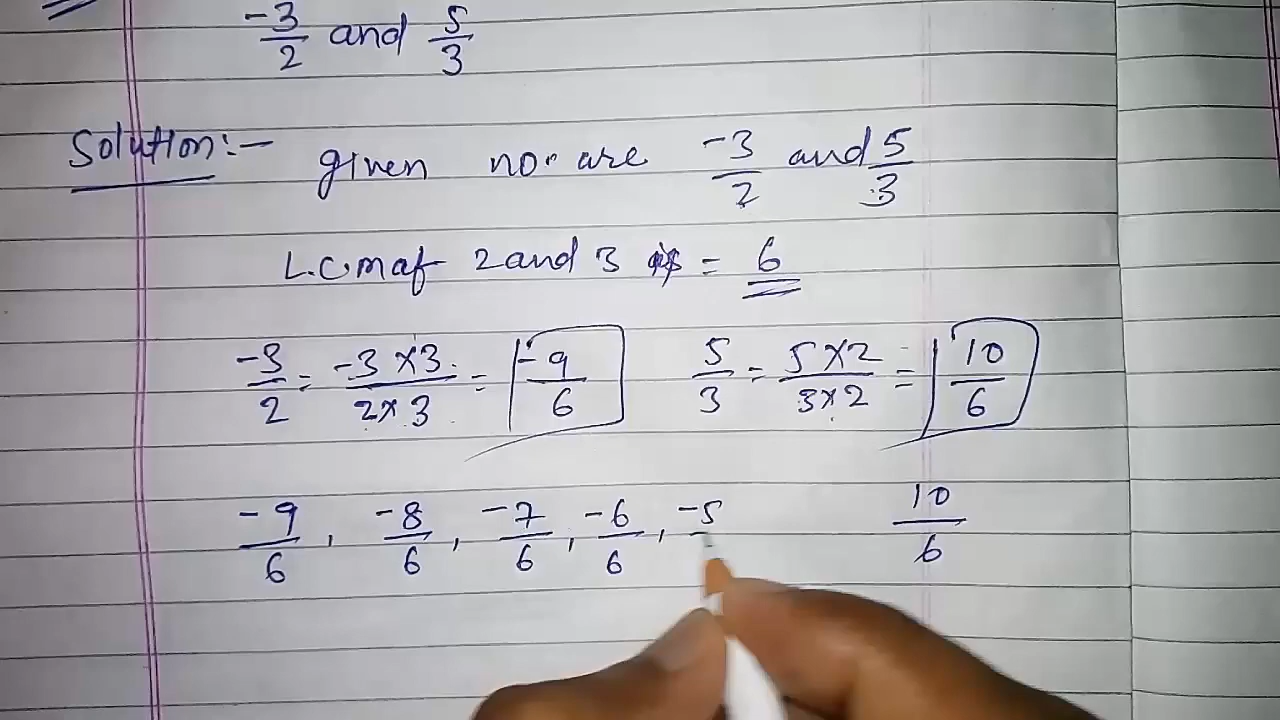 -3/2 and 5/3
Solution:- given no. are -3/2 and 5/3
L.C.m of 2 and 3 is = 6
-3/2 = -3×3/2×3 = -9/6 5/3 = 5×2/3×2 = 10/6
-9/6, -8/6, -7/6, -6/6, -5 10/6